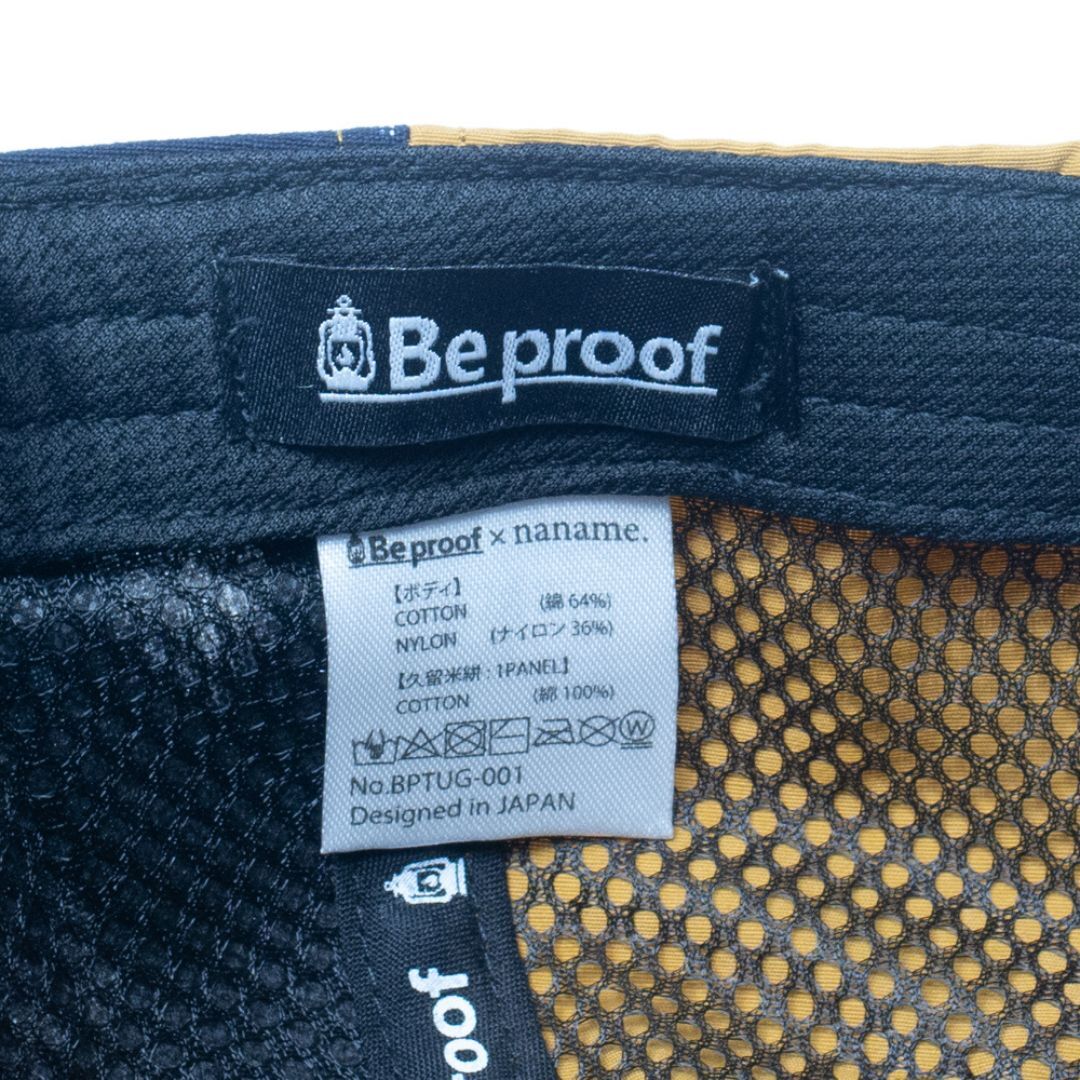 Be proof
Be proof × naname.
【ボディ】
COTTON (綿 64%)
NYLON (ナイロン 36%)
【久留米絣 : 1PANEL】
COTTON (綿 100%)
W
No.BPTUG-001
Designed in JAPAN
oof